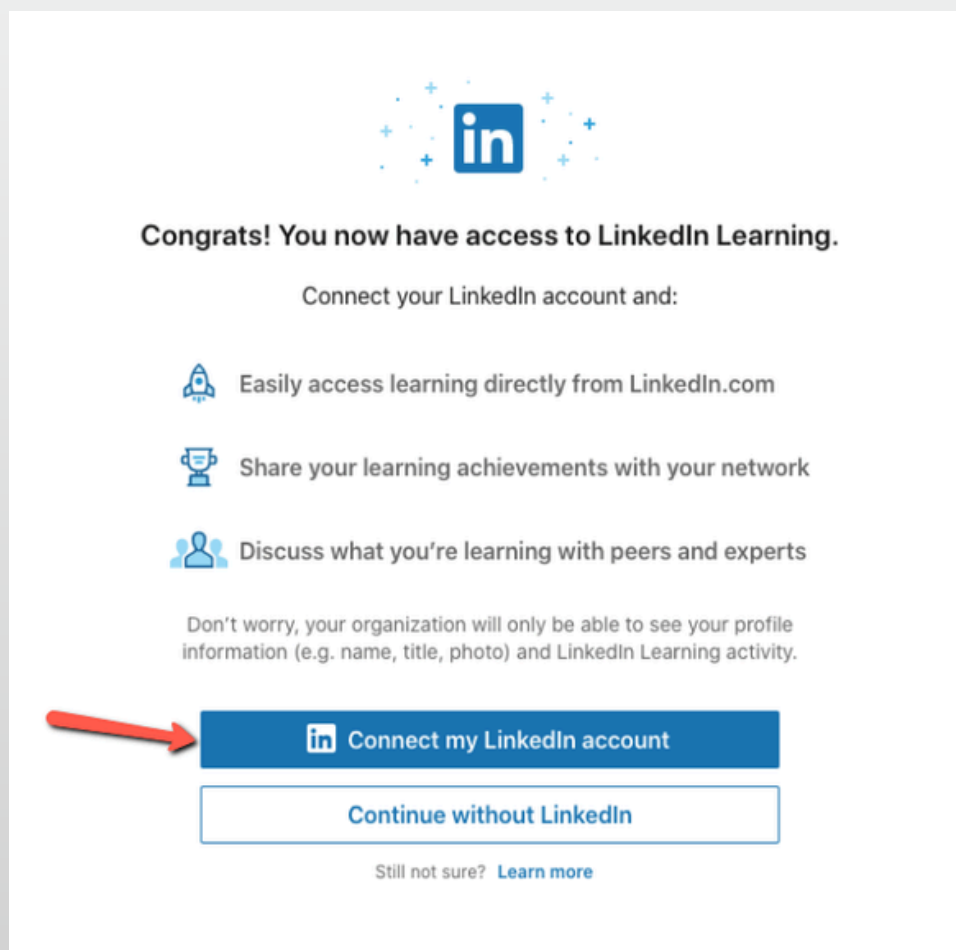 in
Congrats! You now have access to LinkedIn Learning.
Connect your LinkedIn account and:
Easily access learning directly from LinkedIn.com
Share your learning achievements with your network
Discuss what you’re learning with peers and experts
Don’t worry, your organization will only be able to see your profile
information (e.g. name, title, photo) and LinkedIn Learning activity.
in Connect my LinkedIn account
Continue without LinkedIn
Still not sure? Learn more